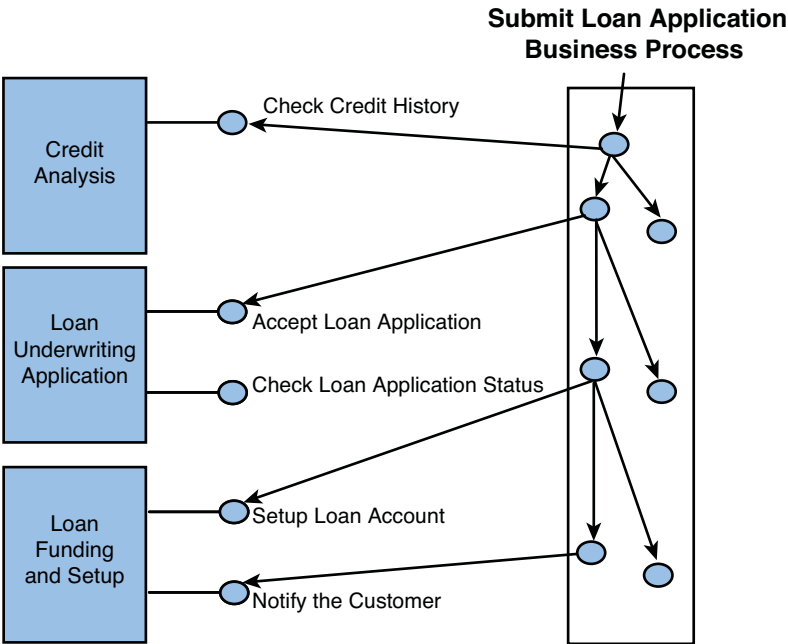 Submit Loan Application
Business Process
Check Credit History
Credit
Analysis
Loan
Underwriting
Application
Accept Loan Application
Check Loan Application Status
Loan
Funding
and Setup
Setup Loan Account
Notify the Customer